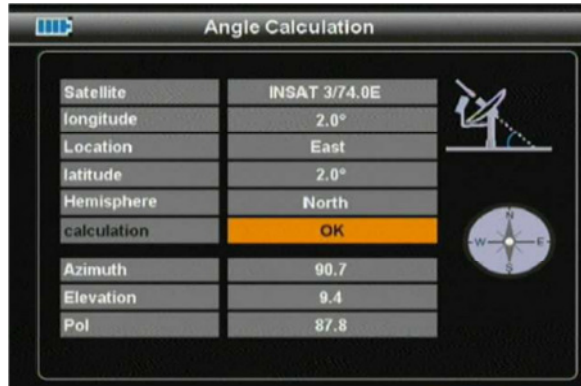 Angle Calculation
Satellite INSAT 3/74.0E
longitude 2.0°
Location East
latitude 2.0°
Hemisphere North
calculation OK
N
W E
S
Azimuth 90.7
Elevation 9.4
Pol 87.8